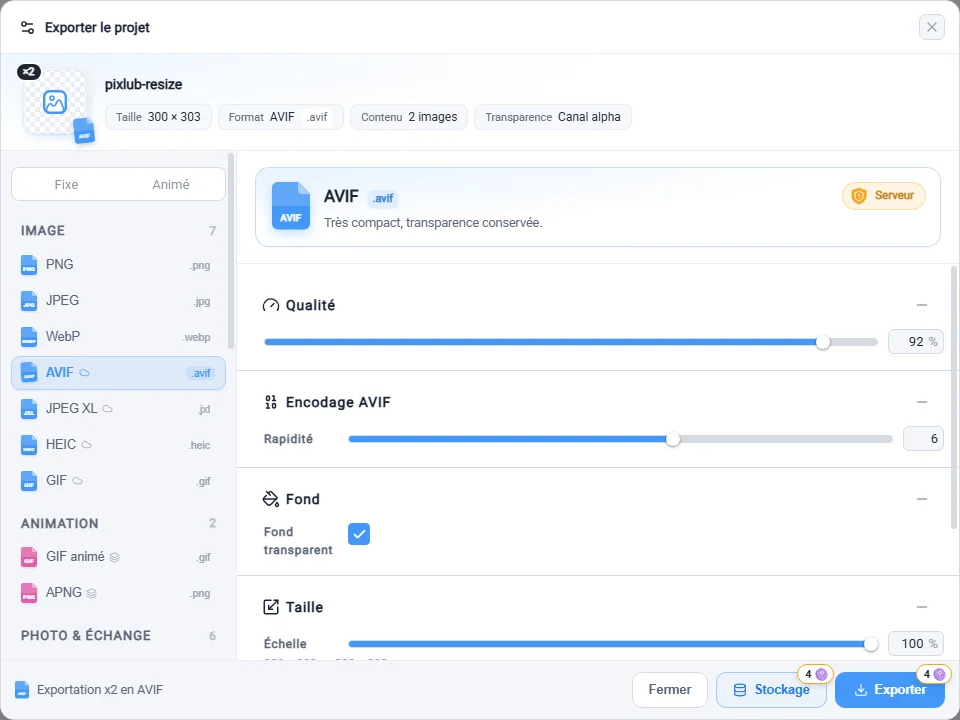 Exporter le projet
x2
pixlub-resize
Taille 300 × 303 Format AVIF .avif Contenu 2 images Transparence Canal alpha
Fixe Animé
IMAGE 7
PNG .png
JPEG .jpg
WebP .webp
AVIF .avif
JPEG XL .jxl
HEIC .heic
GIF .gif
ANIMATION 2
GIF animé .gif
APNG .png
PHOTO & ÉCHANGE 6
AVIF
AVIF .avif
Très compact, transparence conservée.
Serveur
Qualité
92 %
Encodage AVIF
Rapidité 6
Fond
Fond
transparent
Taille
Échelle 100 %
Exportation x2 en AVIF
Fermer
Stockage 4
Exporter 4